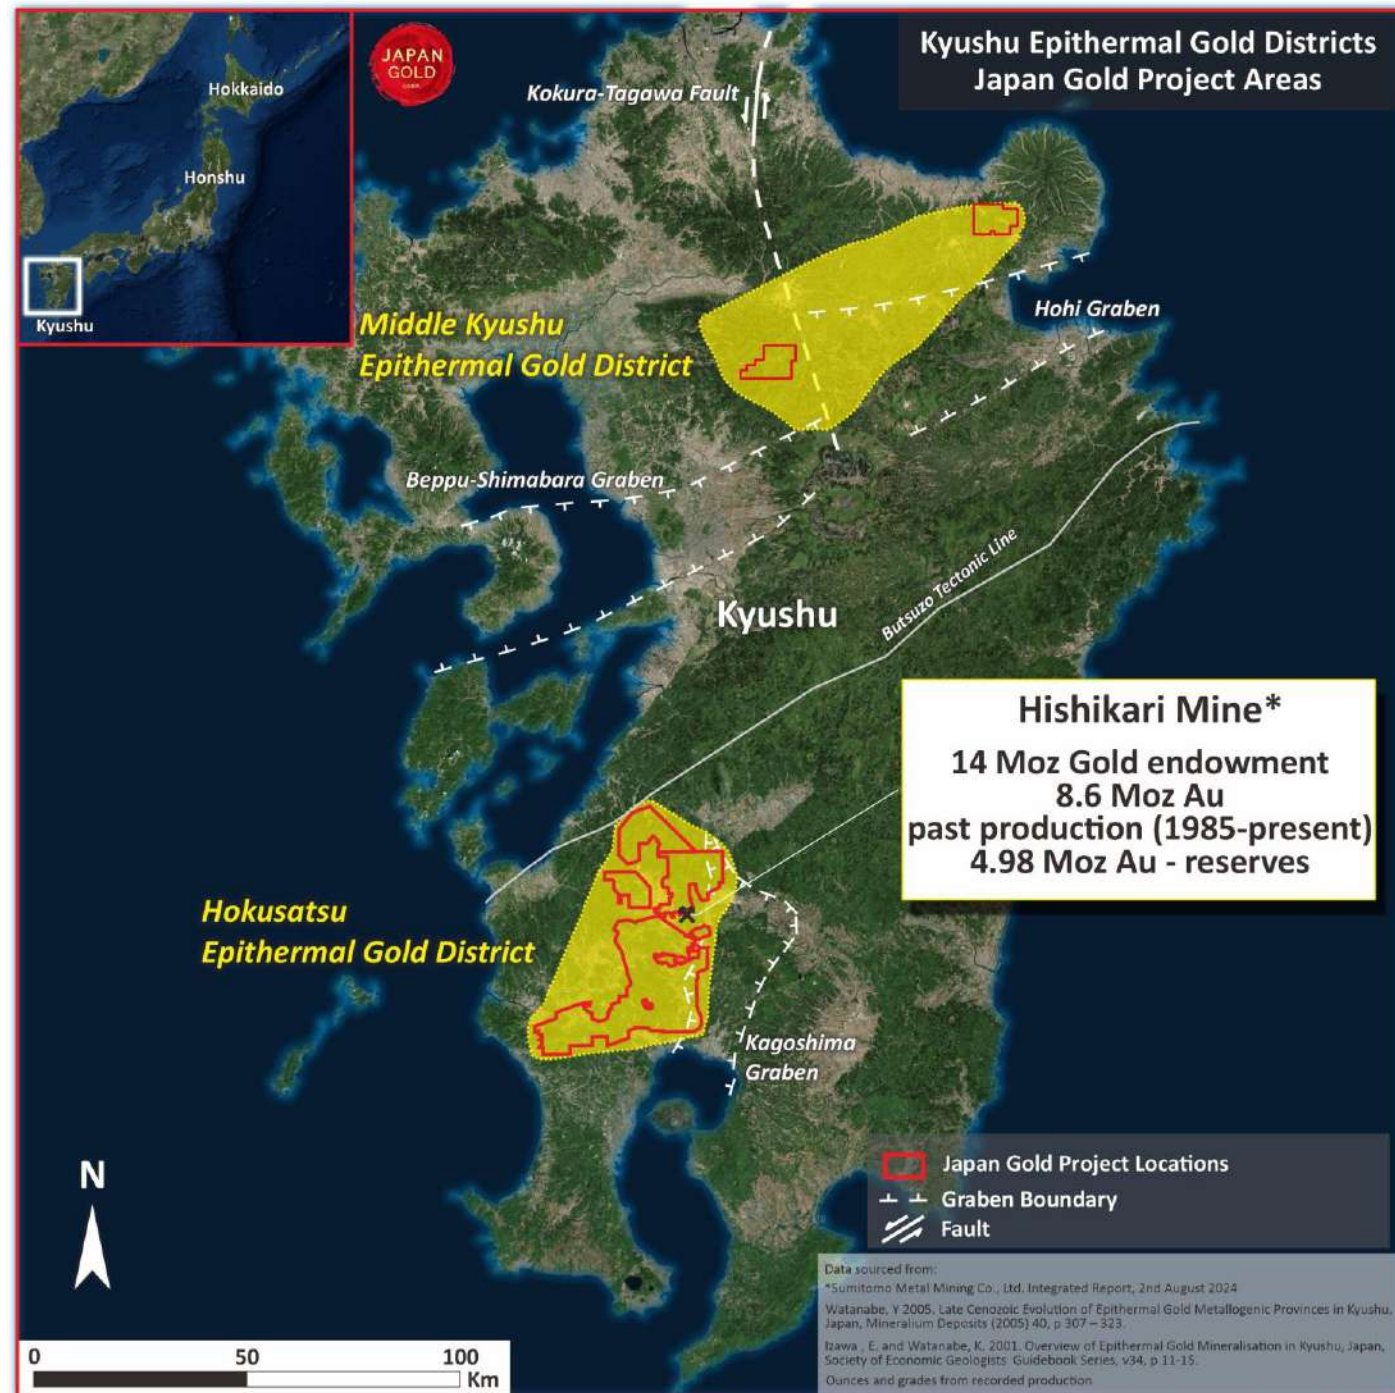 Kyushu Epithermal Gold Districts
Japan Gold Project Areas
JAPAN
GOLD
CORP.
Hokkaido
Honshu
Kyushu
Kokura-Tagawa Fault
Hohi Graben
Middle Kyushu
Epithermal Gold District
Beppu-Shimabara Graben
Kyushu
Butsuzo Tectonic Line
Hishikari Mine*
14 Moz Gold endowment
8.6 Moz Au
past production (1985-present)
4.98 Moz Au - reserves
Hokusatsu
Epithermal Gold District
Kagoshima
Graben
N
0 50 100
Km
Japan Gold Project Locations
Graben Boundary
Fault
Data sourced from:
*Sumitomo Metal Mining Co., Ltd. Integrated Report, 2nd August 2024
Watanabe, Y 2005. Late Cenozoic Evolution of Epithermal Gold Metallogenic Provinces in Kyushu,
Japan, Mineralium Deposits (2005) 40, p 307 – 323.
Izawa , E. and Watanabe, K. 2001. Overview of Epithermal Gold Mineralisation in Kyushu, Japan,
Society of Economic Geologists Guidebook Series, v34, p 11-15.
Ounces and grades from recorded production